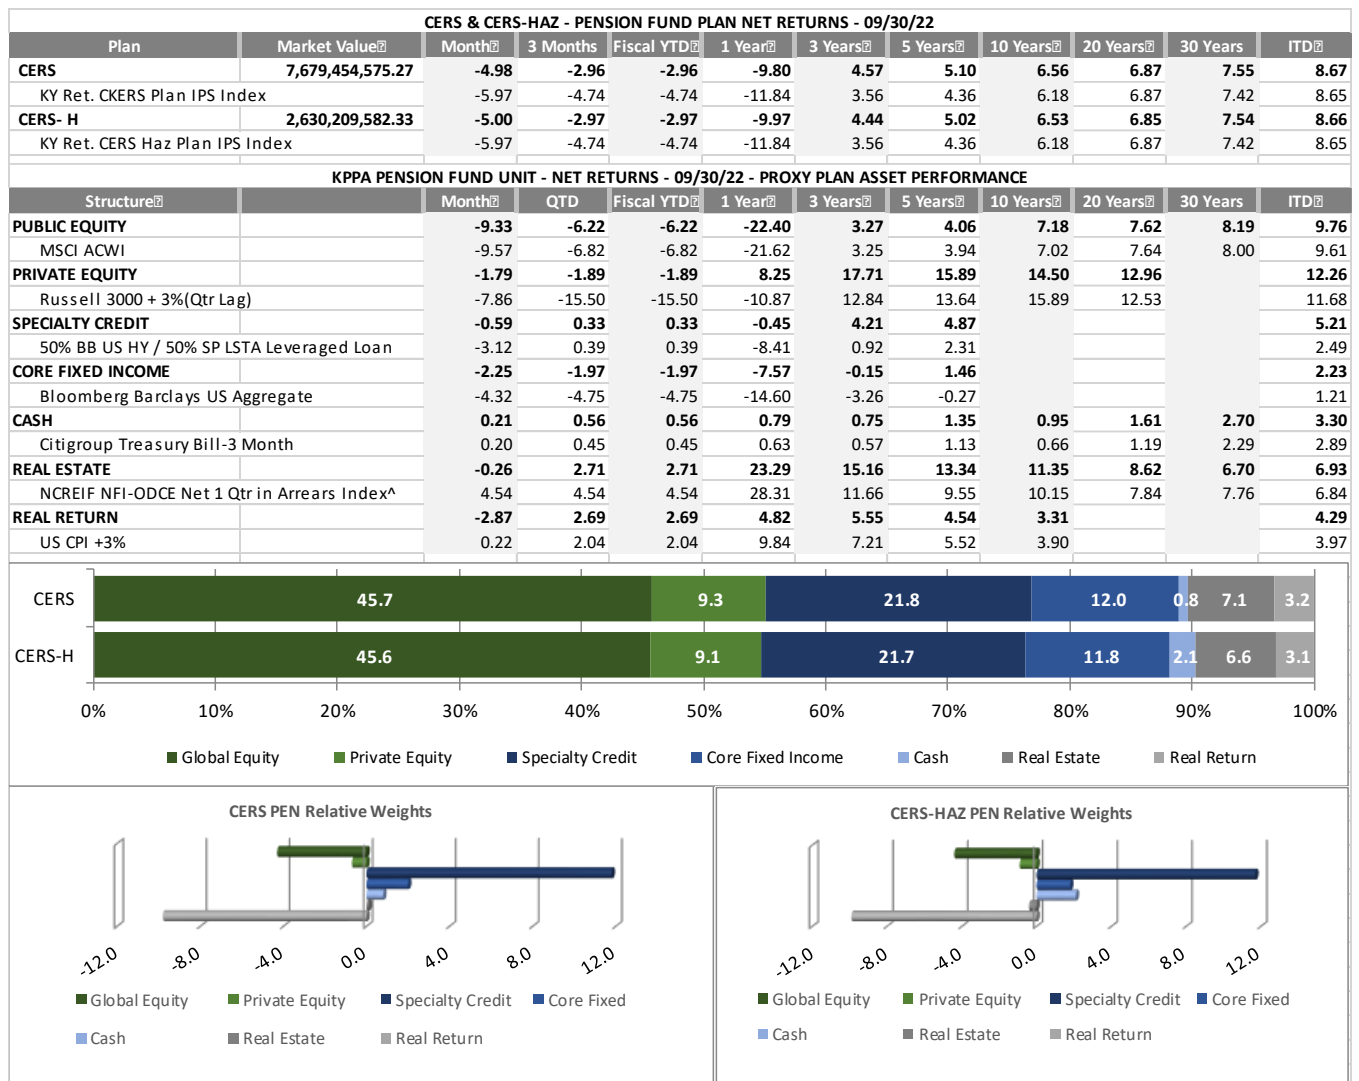 CERS & CERS-HAZ - PENSION FUND PLAN NET RETURNS - 09/30/22
Plan Market Value Month 3 Months Fiscal YTD 1 Year 3 Years 5 Years 10 Years 20 Years 30 Years ITD
CERS 7,679,454,575.27 -4.98 -2.96 -2.96 -9.80 4.57 5.10 6.56 6.87 7.55 8.67
KY Ret. CKERS Plan IPS Index -5.97 -4.74 -4.74 -11.84 3.56 4.36 6.18 6.87 7.42 8.65
CERS- H 2,630,209,582.33 -5.00 -2.97 -2.97 -9.97 4.44 5.02 6.53 6.85 7.54 8.66
KY Ret. CERS Haz Plan IPS Index -5.97 -4.74 -4.74 -11.84 3.56 4.36 6.18 6.87 7.42 8.65
KPPA PENSION FUND UNIT - NET RETURNS - 09/30/22 - PROXY PLAN ASSET PERFORMANCE
Structure Month QTD Fiscal YTD 1 Year 3 Years 5 Years 10 Years 20 Years 30 Years ITD
PUBLIC EQUITY -9.33 -6.22 -6.22 -22.40 3.27 4.06 7.18 7.62 8.19 9.76
MSCI ACWI -9.57 -6.82 -6.82 -21.62 3.25 3.94 7.02 7.64 8.00 9.61
PRIVATE EQUITY -1.79 -1.89 -1.89 8.25 17.71 15.89 14.50 12.96 12.26
Russell 3000 + 3%(Qtr Lag) -7.86 -15.50 -15.50 -10.87 12.84 13.64 15.89 12.53 11.68
SPECIALTY CREDIT -0.59 0.33 0.33 -0.45 4.21 4.87 5.21
50% BB US HY / 50% SP LSTA Leveraged Loan -3.12 0.39 0.39 -8.41 0.92 2.31 2.49
CORE FIXED INCOME -2.25 -1.97 -1.97 -7.57 -0.15 1.46 2.23
Bloomberg Barclays US Aggregate -4.32 -4.75 -4.75 -14.60 -3.26 -0.27 1.21
CASH 0.21 0.56 0.56 0.79 0.75 1.35 0.95 1.61 2.70 3.30
Citigroup Treasury Bill-3 Month 0.20 0.45 0.45 0.63 0.57 1.13 0.66 1.19 2.29 2.89
REAL ESTATE -0.26 2.71 2.71 23.29 15.16 13.34 11.35 8.62 6.70 6.93
NCREIF NFI-ODCE Net 1 Qtr in Arrears Index^ 4.54 4.54 4.54 28.31 11.66 9.55 10.15 7.84 7.76 6.84
REAL RETURN -2.87 2.69 2.69 4.82 5.55 4.54 3.31 4.29
US CPI +3% 0.22 2.04 2.04 9.84 7.21 5.52 3.90 3.97
CERS 45.7 9.3 21.8 12.0 0.8 7.1 3.2
CERS-H 45.6 9.1 21.7 11.8 2.1 6.6 3.1
0% 10% 20% 30% 40% 50% 60% 70% 80% 90% 100%
Global Equity Private Equity Specialty Credit Core Fixed Income Cash Real Estate Real Return
CERS PEN Relative Weights
-12.0 -8.0 -4.0 0.0 4.0 8.0 12.0
Global Equity Private Equity Specialty Credit Core Fixed
Cash Real Estate Real Return
CERS-HAZ PEN Relative Weights
-12.0 -8.0 -4.0 0.0 4.0 8.0 12.0
Global Equity Private Equity Specialty Credit Core Fixed
Cash Real Estate Real Return